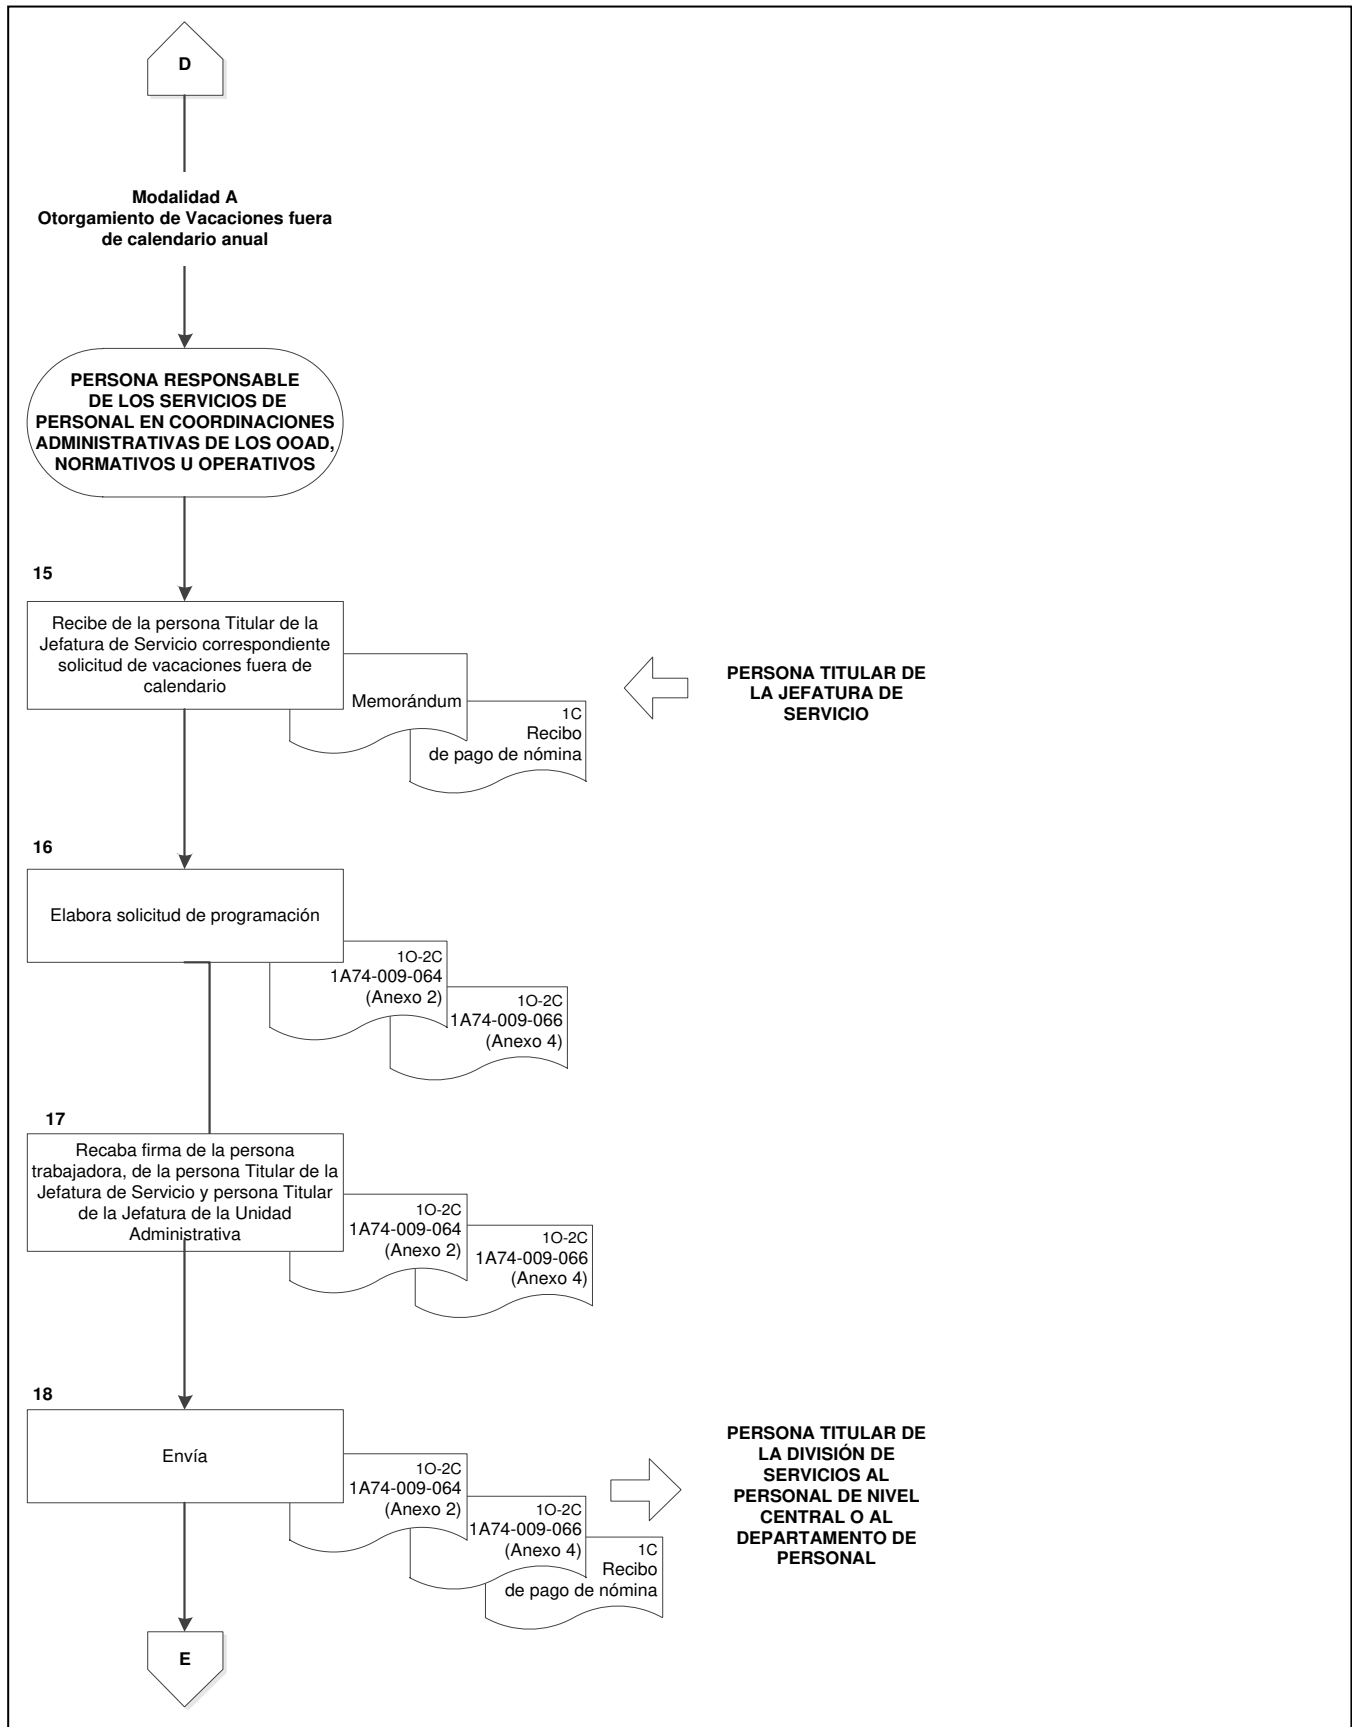 D
Modalidad A
Otorgamiento de Vacaciones fuera
de calendario anual
PERSONA RESPONSABLE
DE LOS SERVICIOS DE
PERSONAL EN COORDINACIONES
ADMINISTRATIVAS DE LOS OOAD,
NORMATIVOS U OPERATIVOS
15
Recibe de la persona Titular de la
Jefatura de Servicio correspondiente
solicitud de vacaciones fuera de
calendario
Memorándum
1C
Recibo
de pago de nómina
PERSONA TITULAR DE
LA JEFATURA DE
SERVICIO
16
Elabora solicitud de programación
1O-2C
1A74-009-064
(Anexo 2)
1O-2C
1A74-009-066
(Anexo 4)
17
Recaba firma de la persona
trabajadora, de la persona Titular de la
Jefatura de Servicio y persona Titular
de la Jefatura de la Unidad
Administrativa
1O-2C
1A74-009-064
(Anexo 2)
1O-2C
1A74-009-066
(Anexo 4)
18
Envía
1O-2C
1A74-009-064
(Anexo 2)
1O-2C
1A74-009-066
(Anexo 4)
1C
Recibo
de pago de nómina
PERSONA TITULAR DE
LA DIVISIÓN DE
SERVICIOS AL
PERSONAL DE NIVEL
CENTRAL O AL
DEPARTAMENTO DE
PERSONAL
E